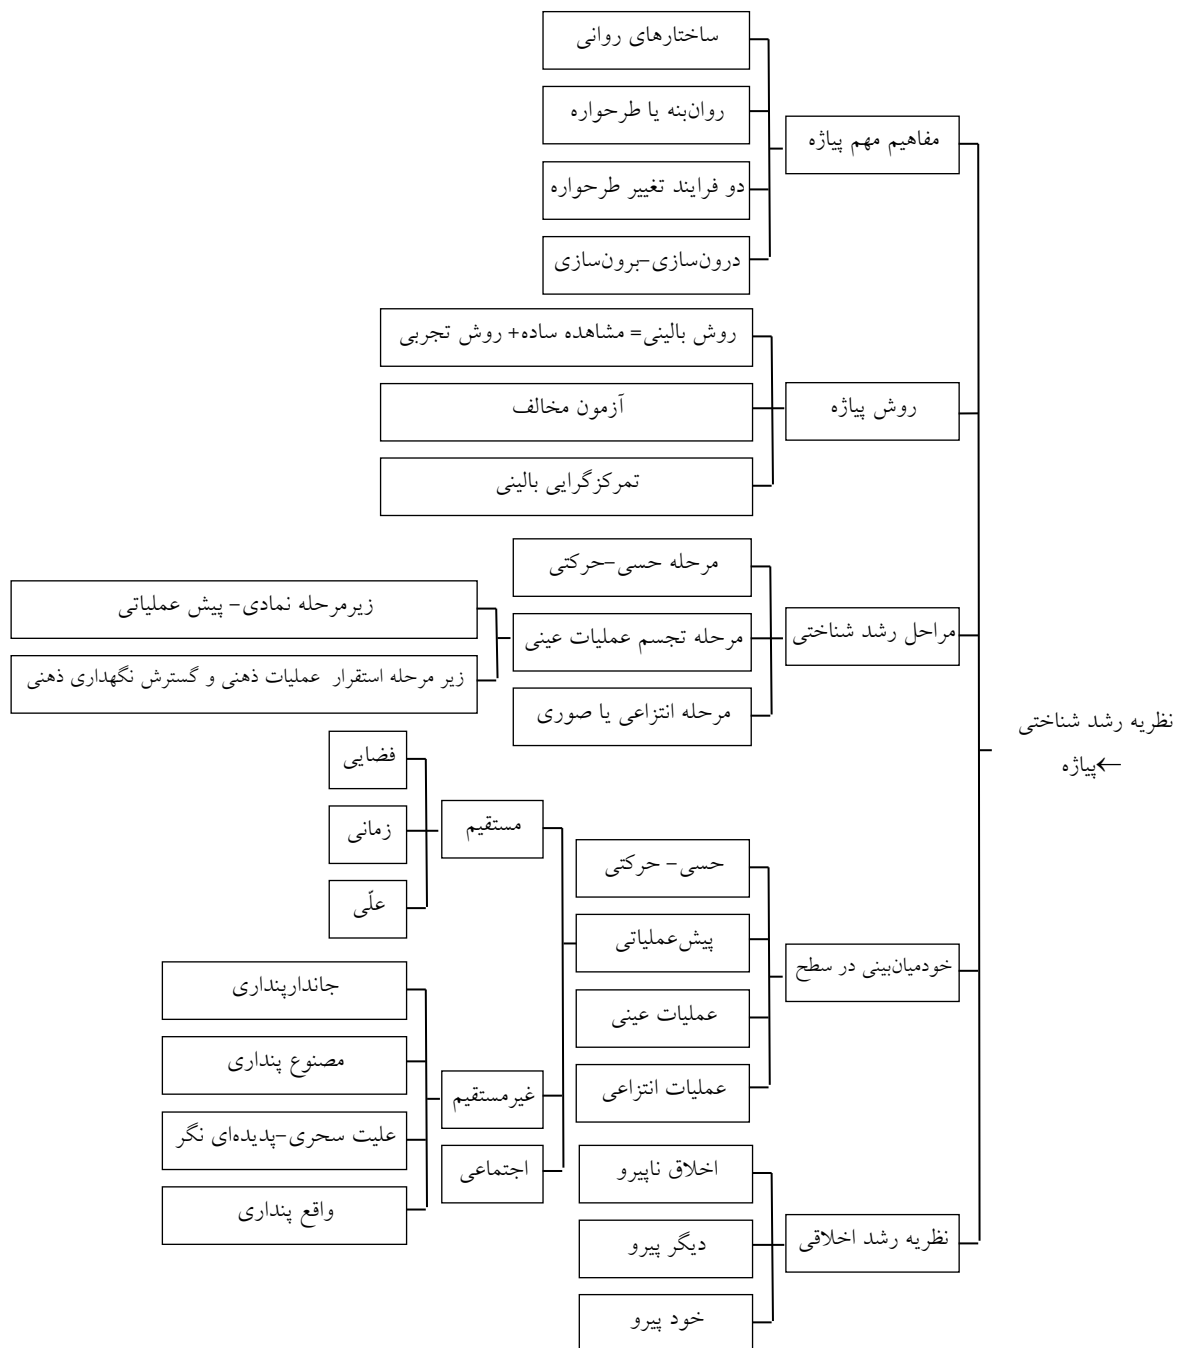 نظریه رشد شناختی
پیاژه←
مفاهیم مهم پیاژه
ساختارهای روانی
روان‌بنه یا طرحواره
دو فرایند تغییر طرحواره
درون‌سازی-برون‌سازی
روش پیاژه
روش بالینی= مشاهده ساده+ روش تجربی
آزمون مخالف
تمرکزگرایی بالینی
مراحل رشد شناختی
مرحله حسی-حرکتی
مرحله تجسم عملیات عینی
زیرمرحله نمادی- پیش عملیاتی
زیر مرحله استقرار عملیات ذهنی و گسترش نگهداری ذهنی
مرحله انتزاعی یا صوری
خودمیان‌بینی در سطح
حسی- حرکتی
پیش‌عملیاتی
مستقیم
فضایی
زمانی
علّی
غیرمستقیم
جاندارپنداری
مصنوع پنداری
علیت سحری-پدیده‌ای نگر
واقع پنداری
اجتماعی
عملیات عینی
عملیات انتزاعی
نظریه رشد اخلاقی
اخلاق ناپیرو
دیگر پیرو
خود پیرو